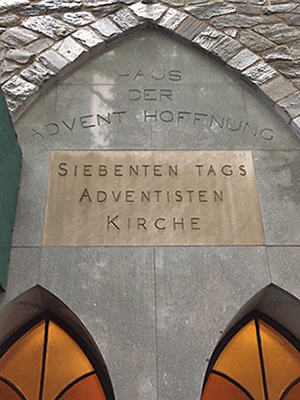 HAUS
DER
ADVENT HOFFNUNG
SIEBENTEN TAGS
ADVENTISTEN
KIRCHE